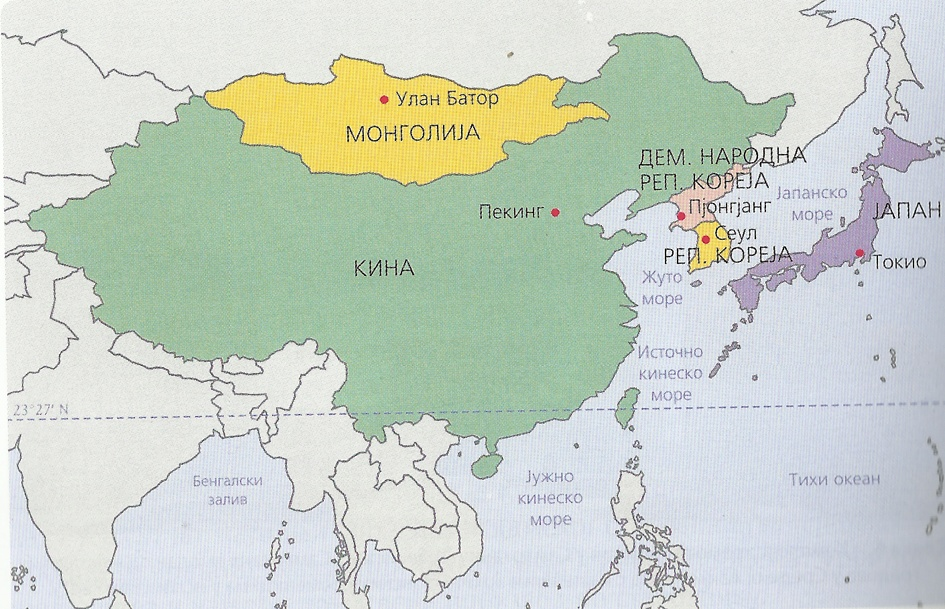 Улан Батор
МОНГОЛИЈА
ДЕМ. НАРОДНА
РЕП. КОРЕЈА
Пјонгјанг
Јапанско
море
ЈАПАН
Пекинг
Сеул
РЕП. КОРЕЈА
Токио
КИНА
Жуто
море
Источно
кинеско
море
23°27′ N
Бенгалски
залив
Јужно
кинеско
море
Тихи океан